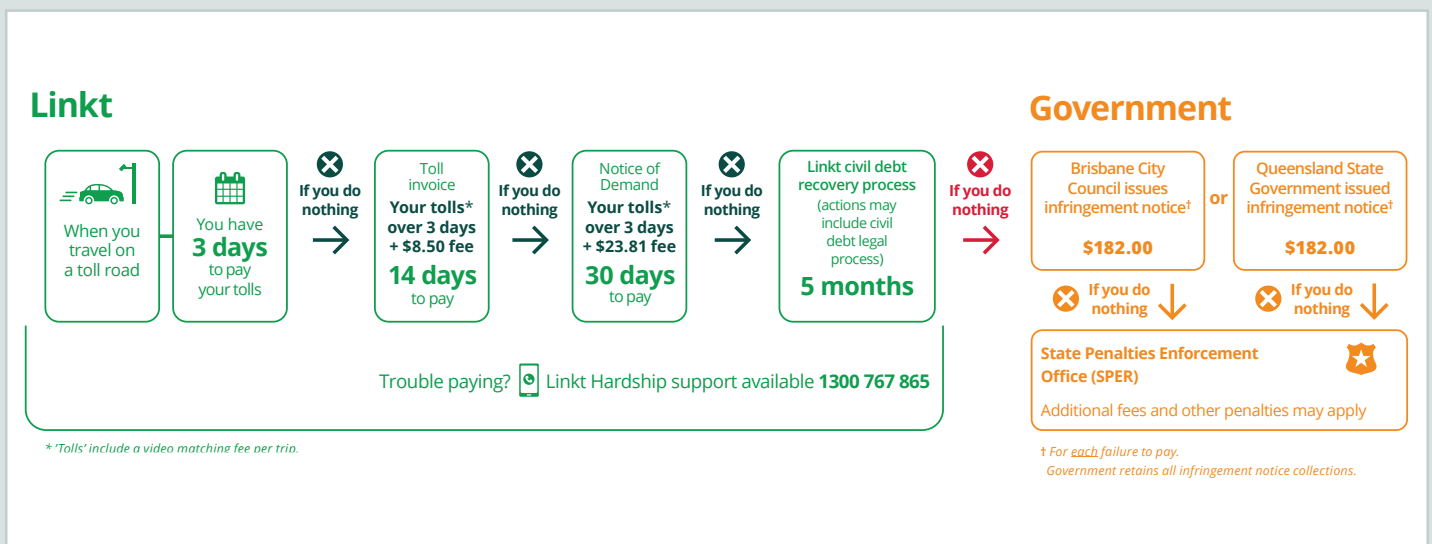 Linkt
When you
travel on
a toll road
You have
3 days
to pay
your tolls
If you do
nothing
Toll
invoice
Your tolls*
over 3 days
+ $8.50 fee
14 days
to pay
If you do
nothing
Notice of
Demand
Your tolls*
over 3 days
+ $23.81 fee
30 days
to pay
If you do
nothing
Linkt civil debt
recovery process
(actions may
include civil
debt legal
process)
5 months
Trouble paying? Linkt Hardship support available 1300 767 865
* 'Tolls' include a video matching fee per trip.
If you do
nothing
Government
Brisbane City
Council issues
infringement notice†
$182.00
or
Queensland State
Government issued
infringement notice†
$182.00
If you do
nothing
If you do
nothing
State Penalties Enforcement
Office (SPER)
Additional fees and other penalties may apply
† For each failure to pay.
Government retains all infringement notice collections.